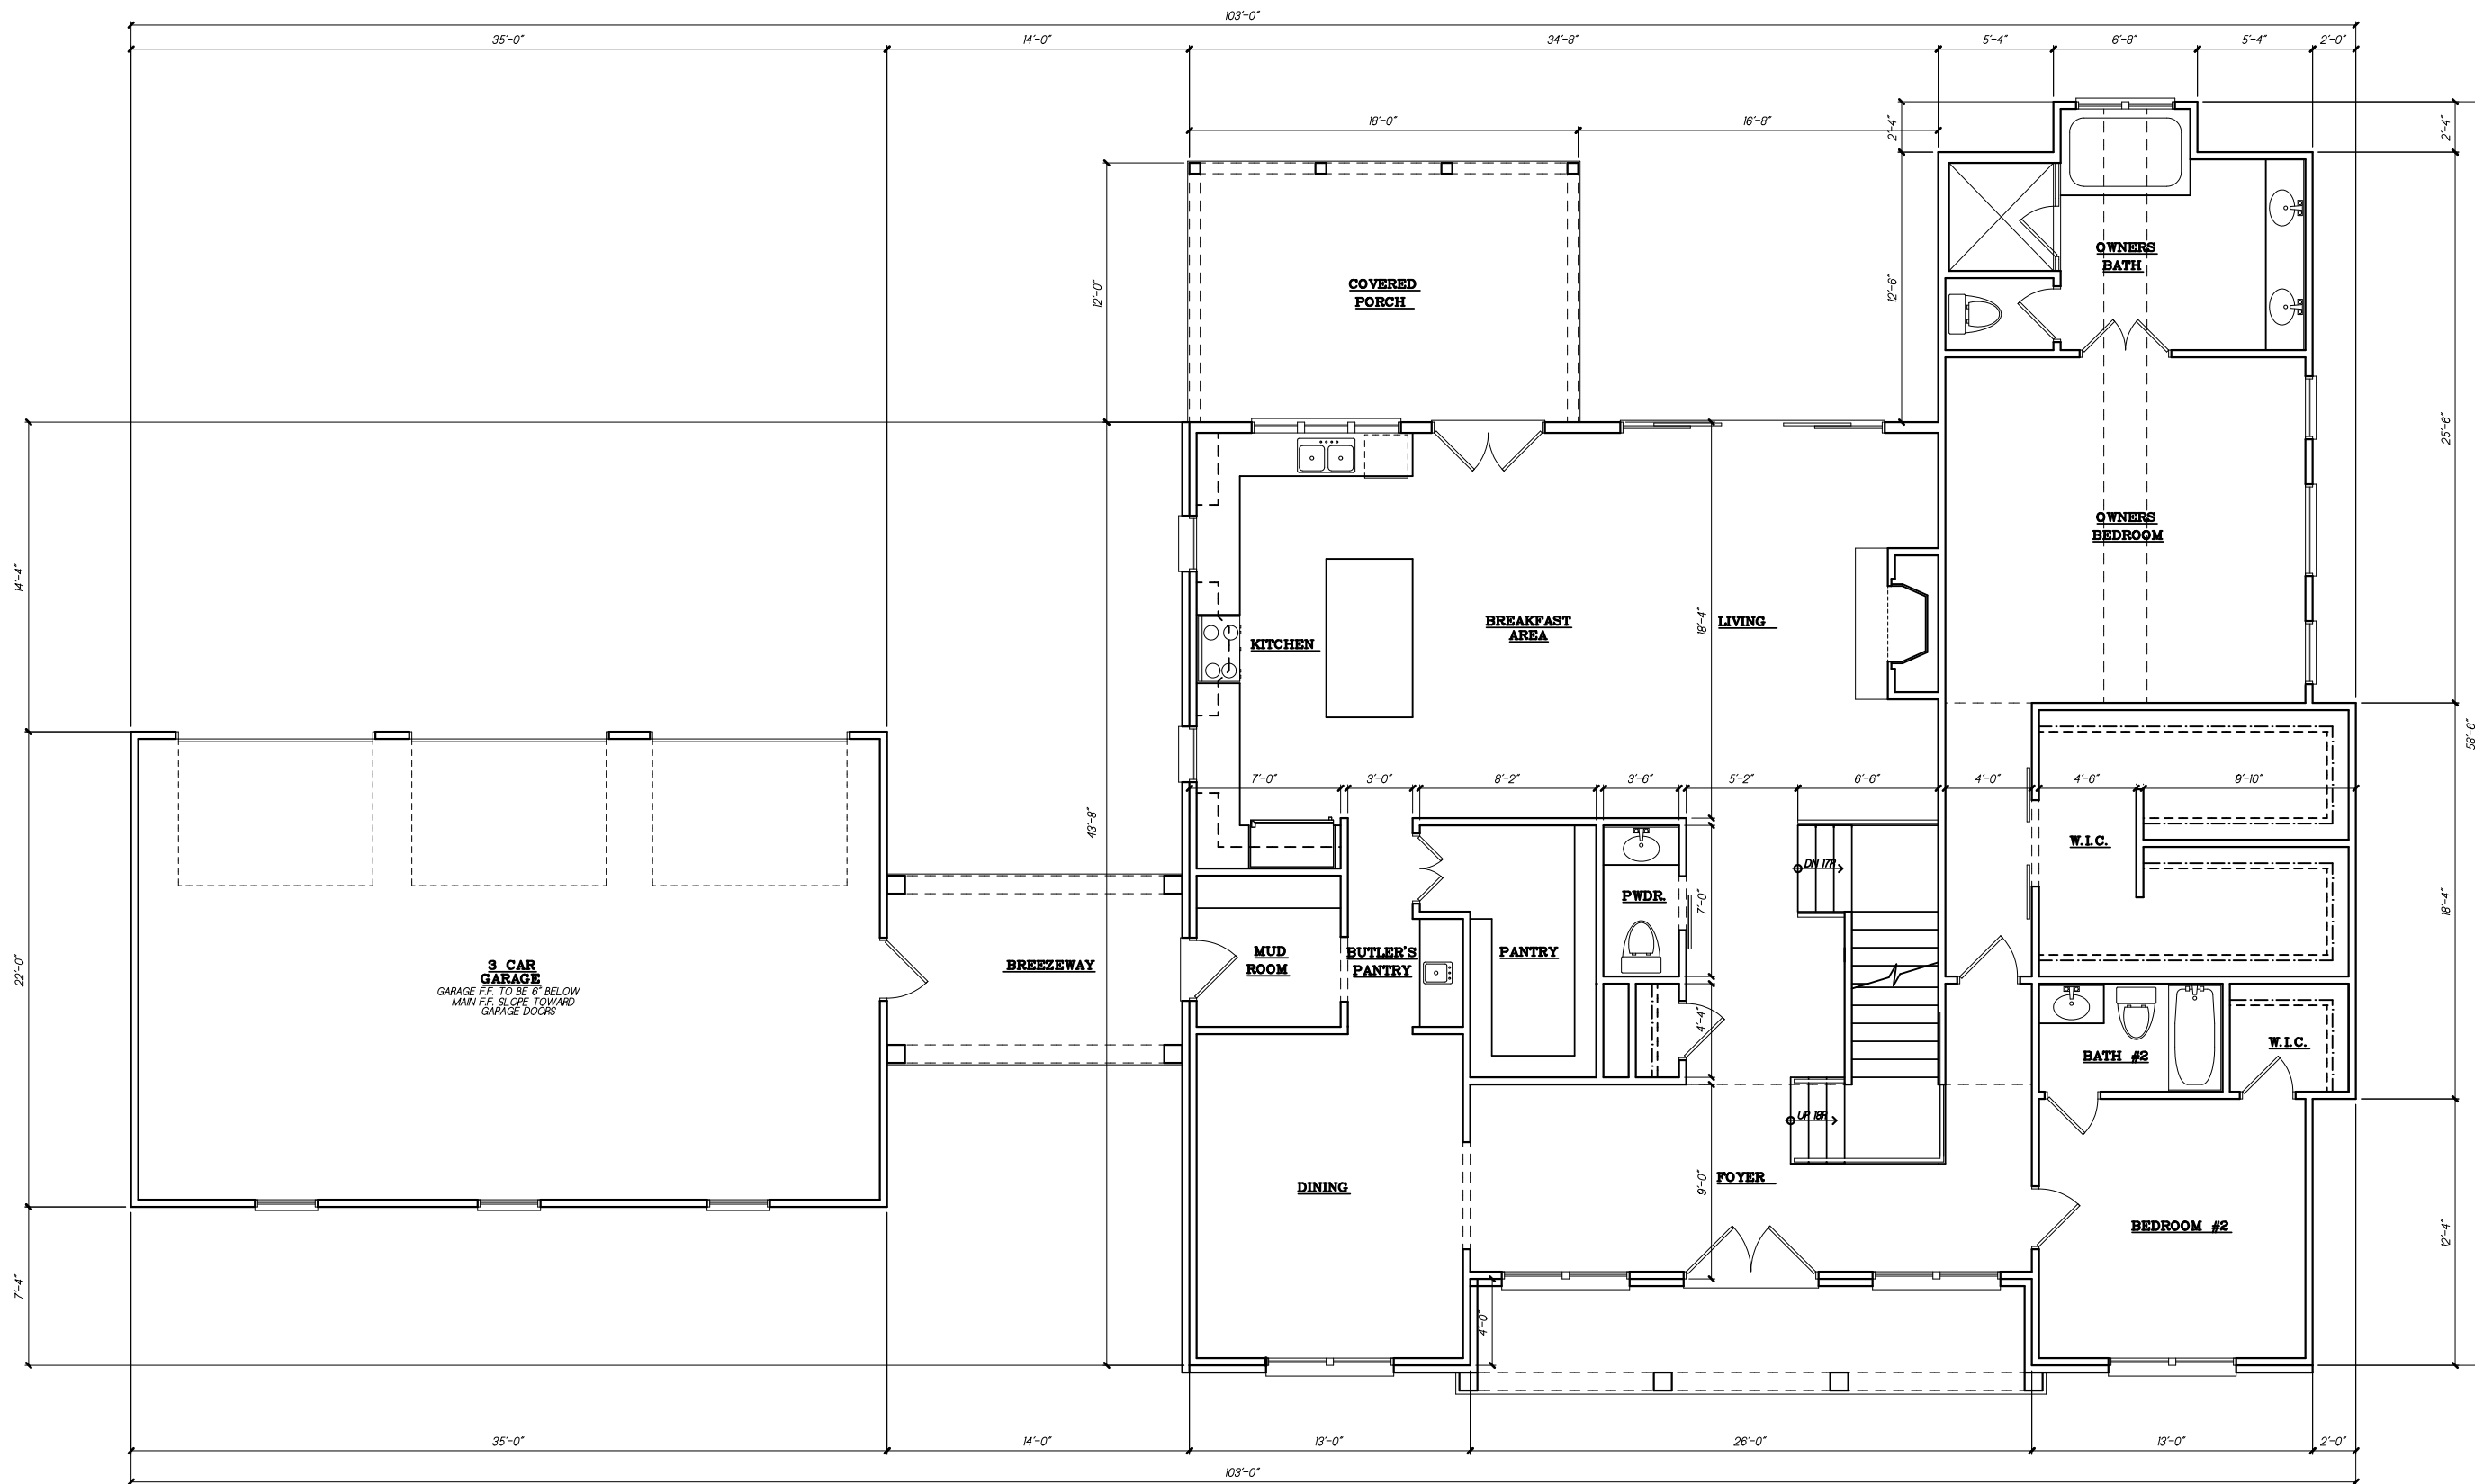 103'-0"
35'-0"
14'-0"
34'-8"
5'-4"
6'-8"
5'-4"
2'-0"
18'-0"
16'-8"
2'-4"
2'-4"
12'-0"
12'-6"
25'-6"
OWNERS
BATH
COVERED
PORCH
OWNERS
BEDROOM
14'-4"
KITCHEN
BREAKFAST
AREA
18'-4"
LIVING
58'-6"
7'-0"
3'-0"
8'-2"
3'-6"
5'-2"
6'-6"
4'-0"
4'-6"
9'-10"
43'-8"
W.I.C.
DN 17R
PWDR.
7'-0"
18'-4"
22'-0"
3 CAR
GARAGE
GARAGE F.F. TO BE 6" BELOW
MAIN F.F. SLOPE TOWARD
GARAGE DOORS
BREEZEWAY
MUD
ROOM
BUTLER'S
PANTRY
PANTRY
4'-4"
BATH #2
W.I.C.
UP 18R
DINING
9'-0"
FOYER
BEDROOM #2
12'-4"
7'-4"
4'-0"
35'-0"
14'-0"
13'-0"
26'-0"
13'-0"
2'-0"
103'-0"